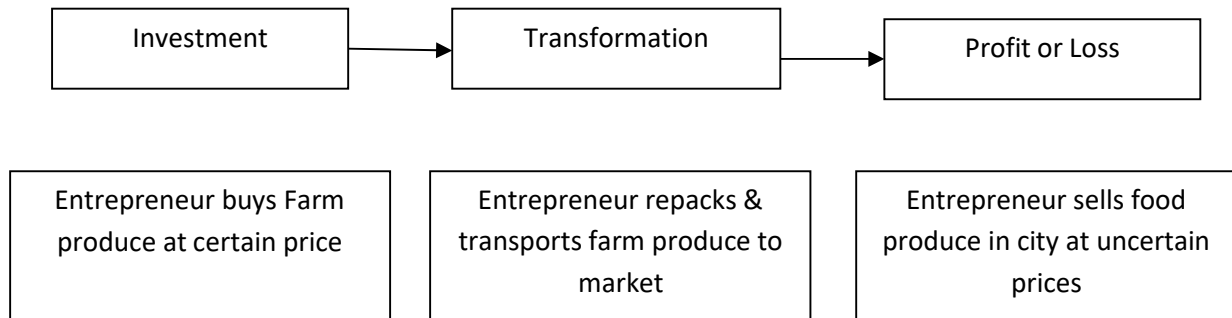 Investment
Transformation
Profit or Loss
Entrepreneur buys Farm
produce at certain price
Entrepreneur repacks &
transports farm produce to
market
Entrepreneur sells food
produce in city at uncertain
prices